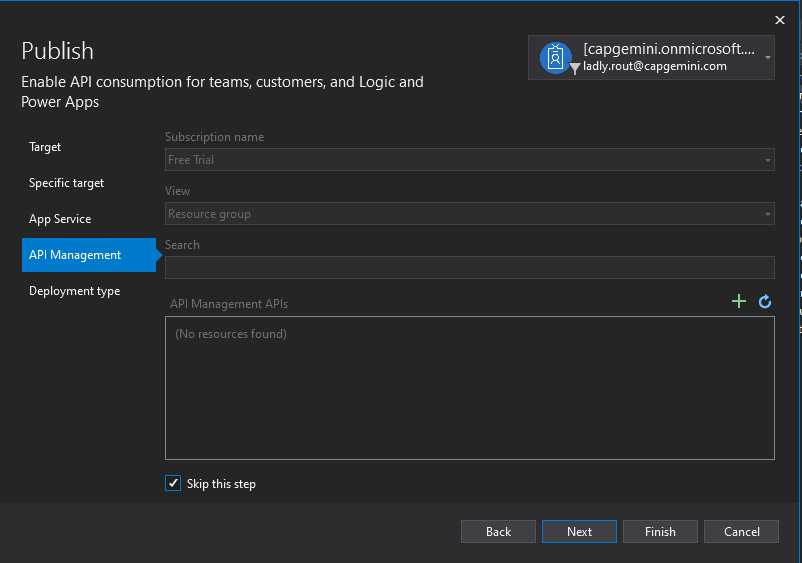 Publish
Enable API consumption for teams, customers, and Logic and
Power Apps
[capgemini.onmicrosoft....
ladly.rout@capgemini.com
Target
Specific target
App Service
API Management
Deployment type
Subscription name
Free Trial
View
Resource group
Search
API Management APIs
(No resources found)
Skip this step
Back
Next
Finish
Cancel